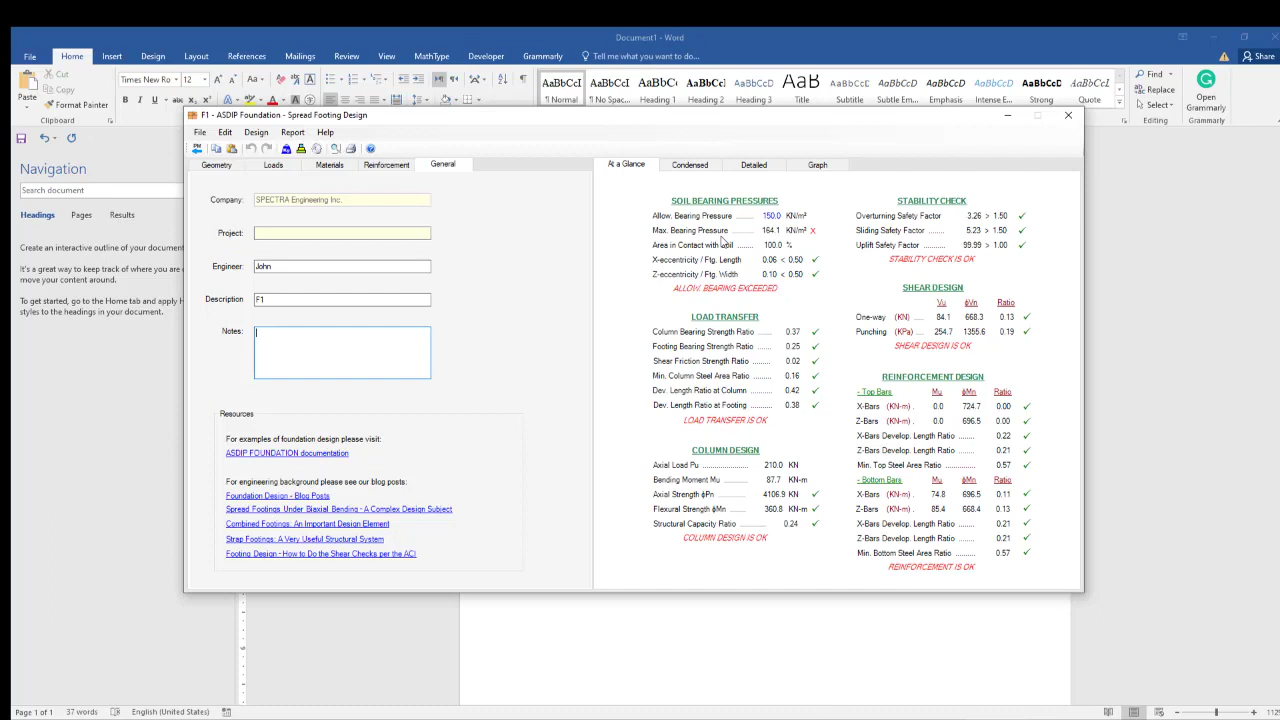 Document1 - Word
File Home Insert Design Layout References Mailings Review View MathType Developer Grammarly Tell me what you want to do... Share
Cut
Copy
Format Painter
Paste
Clipboard
Times New Ro 12
AaBbCcI AaBbCcI AaBbC AaBbCcI AaBbCcI AaB AaBbCcI AaBbCcDi AaBbCcDi AaBbCcDi AaBbCcI AaBbCcI
¶ Normal ¶ No Spac... Heading 1 Heading 2 Heading 3 Title Subtitle Subtle Em... Emphasis Intense E... Strong Quote
Find
Replace
Select
Editing
Open
Grammarly
Grammarly
Navigation
Search document
Headings Pages Results
Create an interactive outline of your document
It's a great way to keep track of where you are
move your content around.
To get started, go to the Home tab and apply H
styles to the headings in your document.
F1 - ASDIP Foundation - Spread Footing Design
File Edit Design Report Help
Geometry Loads Materials Reinforcement General
Company: SPECTRA Engineering Inc.
Project:
Engineer: John
Description F1
Notes:
Resources
For examples of foundation design please visit:
ASDIP FOUNDATION documentation
For engineering background please see our blog posts:
Foundation Design - Blog Posts
Spread Footings Under Biaxial Bending - A Complex Design Subject
Combined Footings: An Important Design Element
Strap Footings: A Very Useful Structural System
Footing Design - How to Do the Shear Checks per the ACI
At a Glance Condensed Detailed Graph
SOIL BEARING PRESSURES
Allow. Bearing Pressure ...... 150.0 KN/m²
Max. Bearing Pressure ...... 164.1 KN/m² X
Area in Contact with Soil ...... 100.0 %
X-eccentricity / Ftg. Length 0.06 < 0.50 ✓
Z-eccentricity / Ftg. Width 0.10 < 0.50 ✓
ALLOW. BEARING EXCEEDED
LOAD TRANSFER
Column Bearing Strength Ratio ...... 0.37 ✓
Footing Bearing Strength Ratio ...... 0.25 ✓
Shear Friction Strength Ratio ...... 0.02 ✓
Min. Column Steel Area Ratio ...... 0.16 ✓
Dev. Length Ratio at Column ...... 0.42 ✓
Dev. Length Ratio at Footing ...... 0.38 ✓
LOAD TRANSFER IS OK
COLUMN DESIGN
Axial Load Pu ...................... 210.0 KN
Bending Moment Mu ........ 87.7 KN-m
Axial Strength ϕPn ............ 4106.9 KN ✓
Flexural Strength ϕMn ...... 360.8 KN-m ✓
Structural Capacity Ratio ...... 0.24 ✓
COLUMN DESIGN IS OK
STABILITY CHECK
Overturning Safety Factor 3.26 > 1.50 ✓
Sliding Safety Factor ........ 5.23 > 1.50 ✓
Uplift Safety Factor .......... 99.99 > 1.00 ✓
STABILITY CHECK IS OK
SHEAR DESIGN
Vu ϕVn Ratio
One-way (KN) .... 84.1 668.3 0.13 ✓
Punching (KPa) 254.7 1355.6 0.19 ✓
SHEAR DESIGN IS OK
REINFORCEMENT DESIGN
- Top Bars Mu ϕMn Ratio
X-Bars (KN-m) . 0.0 724.7 0.00 ✓
Z-Bars (KN-m) . 0.0 696.5 0.00 ✓
X-Bars Develop. Length Ratio ...... 0.22 ✓
Z-Bars Develop. Length Ratio ...... 0.21 ✓
Min. Top Steel Area Ratio ............ 0.57 ✓
- Bottom Bars Mu ϕMn Ratio
X-Bars (KN-m) . 74.8 696.5 0.11 ✓
Z-Bars (KN-m) . 85.4 668.4 0.13 ✓
X-Bars Develop. Length Ratio ...... 0.21 ✓
Z-Bars Develop. Length Ratio ...... 0.21 ✓
Min. Bottom Steel Area Ratio .......... 0.57 ✓
REINFORCEMENT IS OK
Page 1 of 1 37 words English (United States)